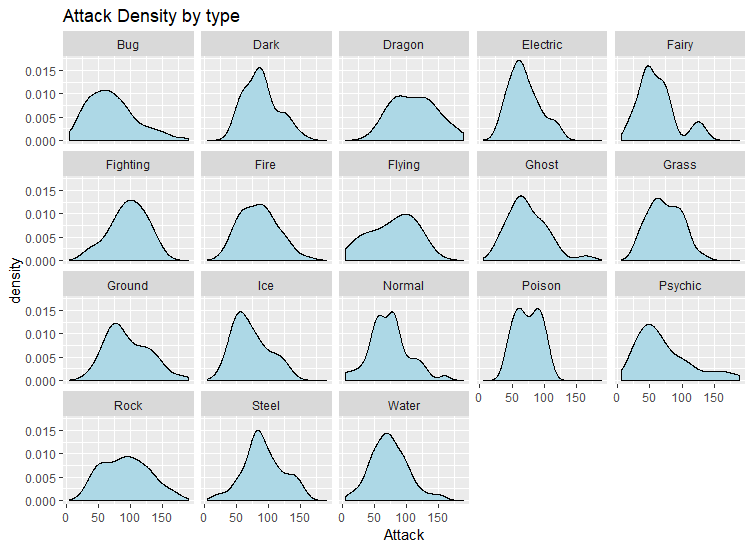 Attack Density by type
Bug Dark Dragon Electric Fairy
0.015
0.010
0.005
0.000
Fighting Fire Flying Ghost Grass
0.015
0.010
0.005
0.000
density
Ground Ice Normal Poison Psychic
0.015
0.010
0.005
0.000
0 50 100 150 0 50 100 150
Rock Steel Water
0.015
0.010
0.005
0.000
0 50 100 150 0 50 100 150 0 50 100 150
Attack